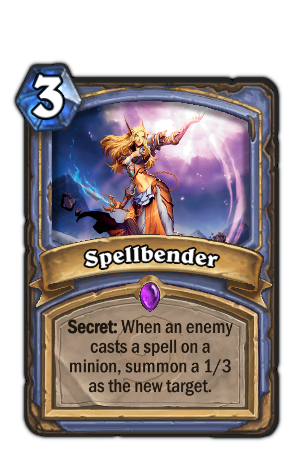 3
Spellbender
Secret: When an enemy
casts a spell on a
minion, summon a 1/3
as the new target.